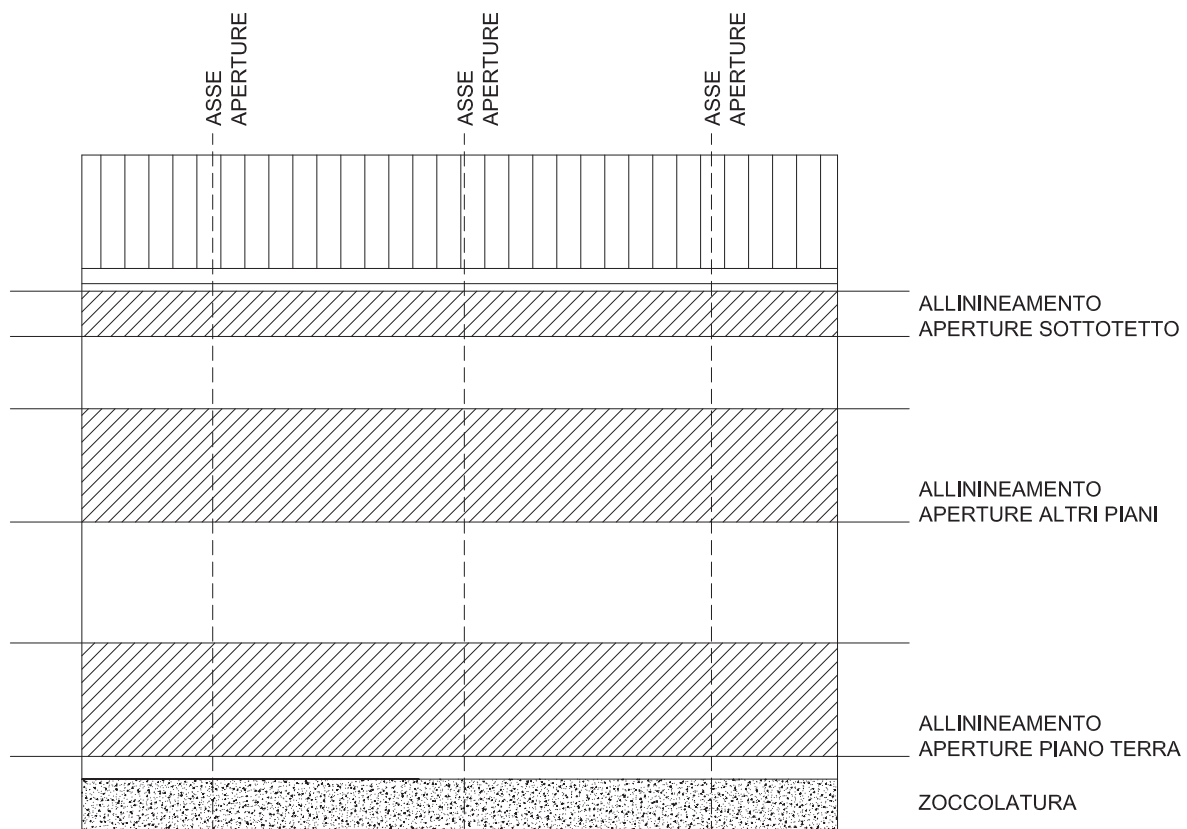 ASSE
APERTURE
ASSE
APERTURE
ASSE
APERTURE
ALLININEAMENTO
APERTURE SOTTOTETTO
ALLININEAMENTO
APERTURE ALTRI PIANI
ALLININEAMENTO
APERTURE PIANO TERRA
ZOCCOLATURA